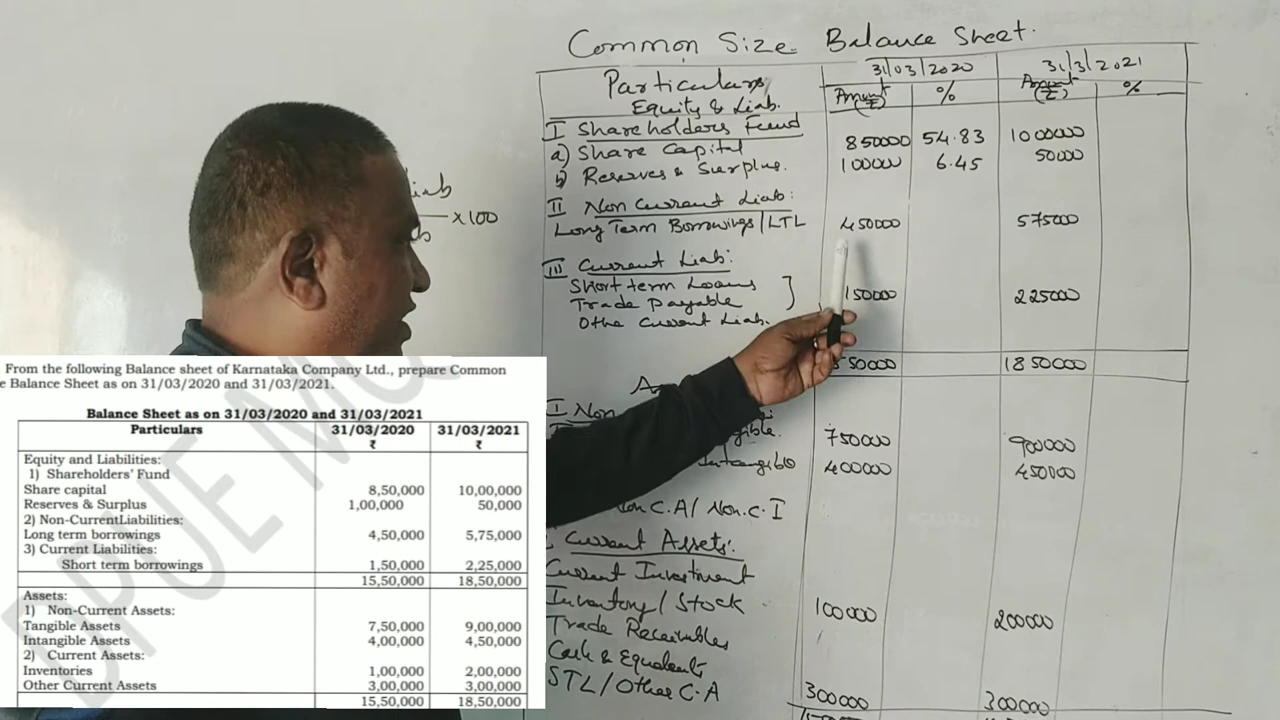 Common Size Balance Sheet.
Particulars 31/03/2020 31/3/2021
Equity & Liab. Amount (₹) % Amount (₹) %
I Shareholders Fund
a) Share Capital 850000 54.83 1000000
b) Reserves & Surplus. 100000 6.45 50000
II Non Current Liab:
Long Term Borrowings/LTL 450000 575000
III Current Liab:
Short term Loans
Trade Payable 150000 225000
Othe Current Liab.
50000 1850000
I Non
750000 900000
400000 450000
C.A/ Non.C.I
Current Assets:
Current Investment
Inventory/Stock 100000 200000
Trade Receivables
Cash &
STL/Other C.A 300000 300000
iab
x100
From the following Balance sheet of Karnataka Company Ltd., prepare Common
e Balance Sheet as on 31/03/2020 and 31/03/2021.
Balance Sheet as on 31/03/2020 and 31/03/2021
Particulars 31/03/2020 31/03/2021
₹ ₹
Equity and Liabilities:
1) Shareholders' Fund
Share capital 8,50,000 10,00,000
Reserves & Surplus 1,00,000 50,000
2) Non-CurrentLiabilities:
Long term borrowings 4,50,000 5,75,000
3) Current Liabilities:
Short term borrowings 1,50,000 2,25,000
15,50,000 18,50,000
Assets:
1) Non-Current Assets:
Tangible Assets 7,50,000 9,00,000
Intangible Assets 4,00,000 4,50,000
2) Current Assets:
Inventories 1,00,000 2,00,000
Other Current Assets 3,00,000 3,00,000
15,50,000 18,50,000